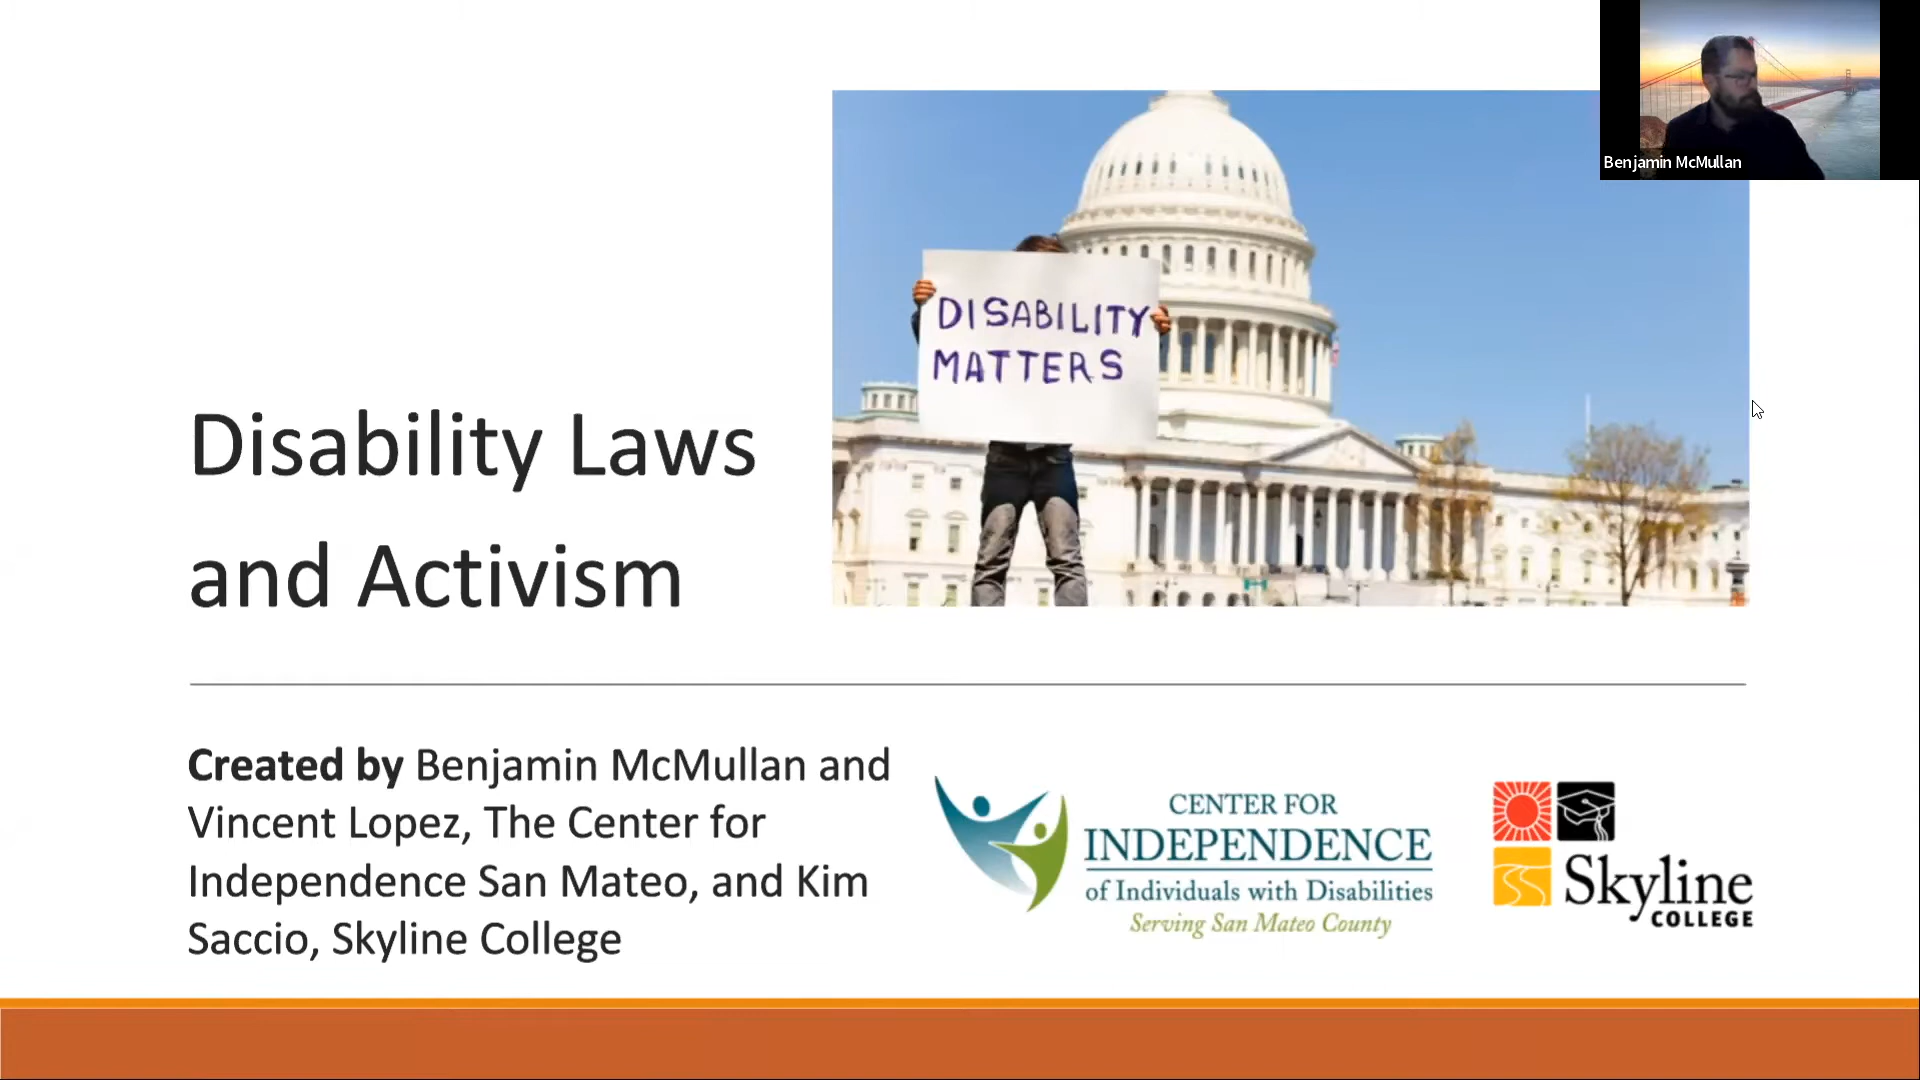 Benjamin McMullan
DISABILITY
MATTERS
Disability Laws
and Activism
Created by Benjamin McMullan and
Vincent Lopez, The Center for
Independence San Mateo, and Kim
Saccio, Skyline College
CENTER FOR
INDEPENDENCE
of Individuals with Disabilities
Serving San Mateo County
Skyline
COLLEGE